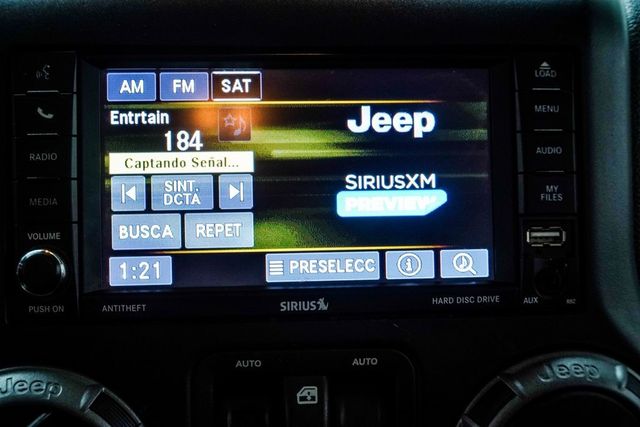 LOAD
AM FM SAT
Entrtain
184
Jeep
MENU
Captando Señal...
RADIO
AUDIO
SINT.
DCTA
SIRIUSXM
PREVIEW
MEDIA
MY
FILES
BUSCA REPET
VOLUME
1:21
PRESELECC
PUSH ON
ANTITHEFT
SIRIUS
HARD DISC DRIVE
AUX
AUTO
AUTO
Jeep
Jeep